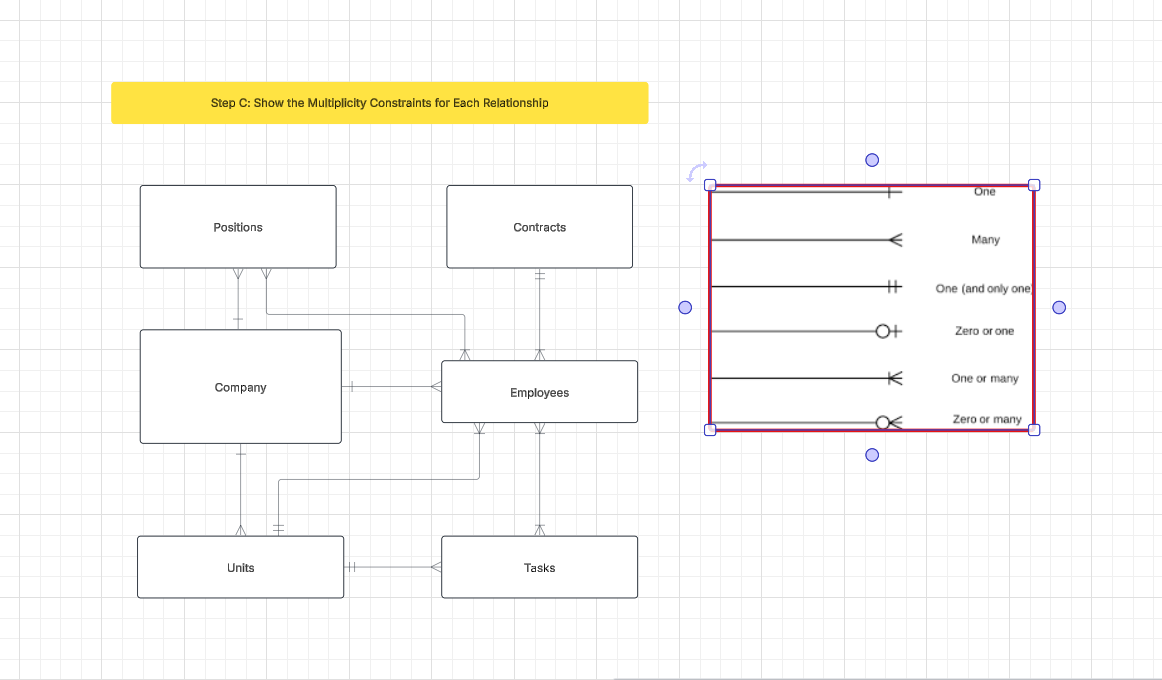 Step C: Show the Multiplicity Constraints for Each Relationship
Positions
Contracts
Company
Employees
Units
Tasks
One
Many
One (and only one)
Zero or one
One or many
Zero or many